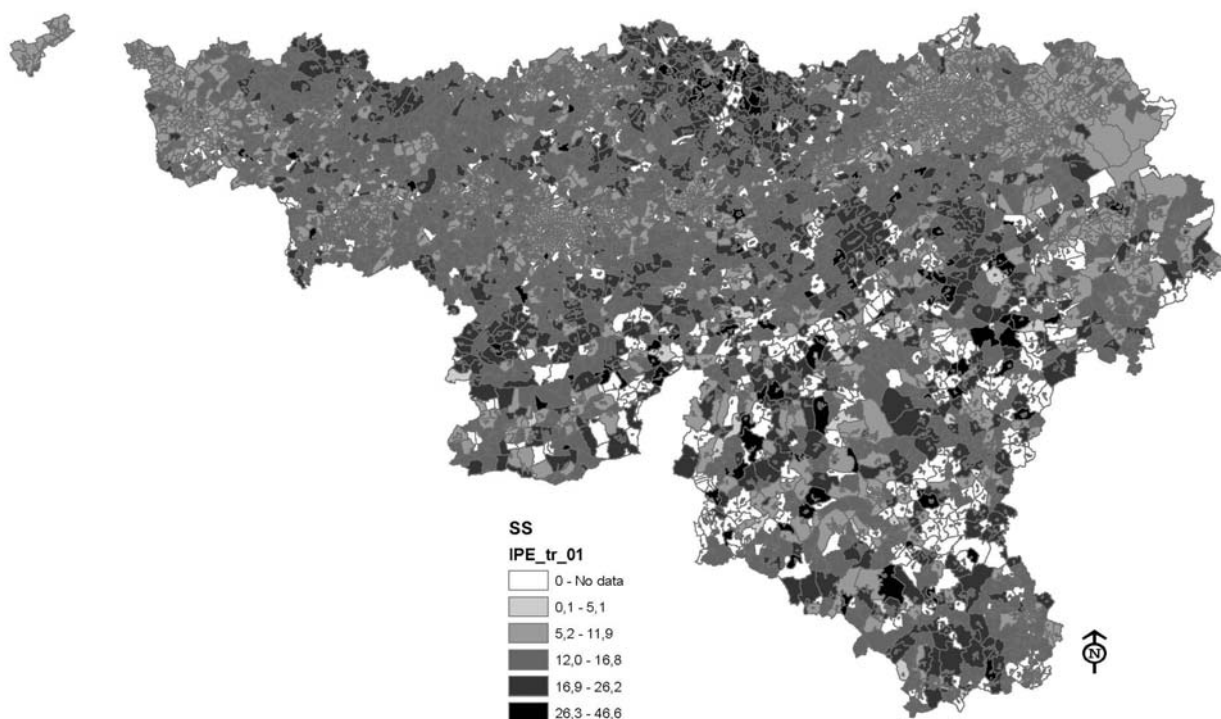 SS
IPE_tr_01
0 - No data
0,1 - 5,1
5,2 - 11,9
12,0 - 16,8
16,9 - 26,2
26,3 - 46,6
N